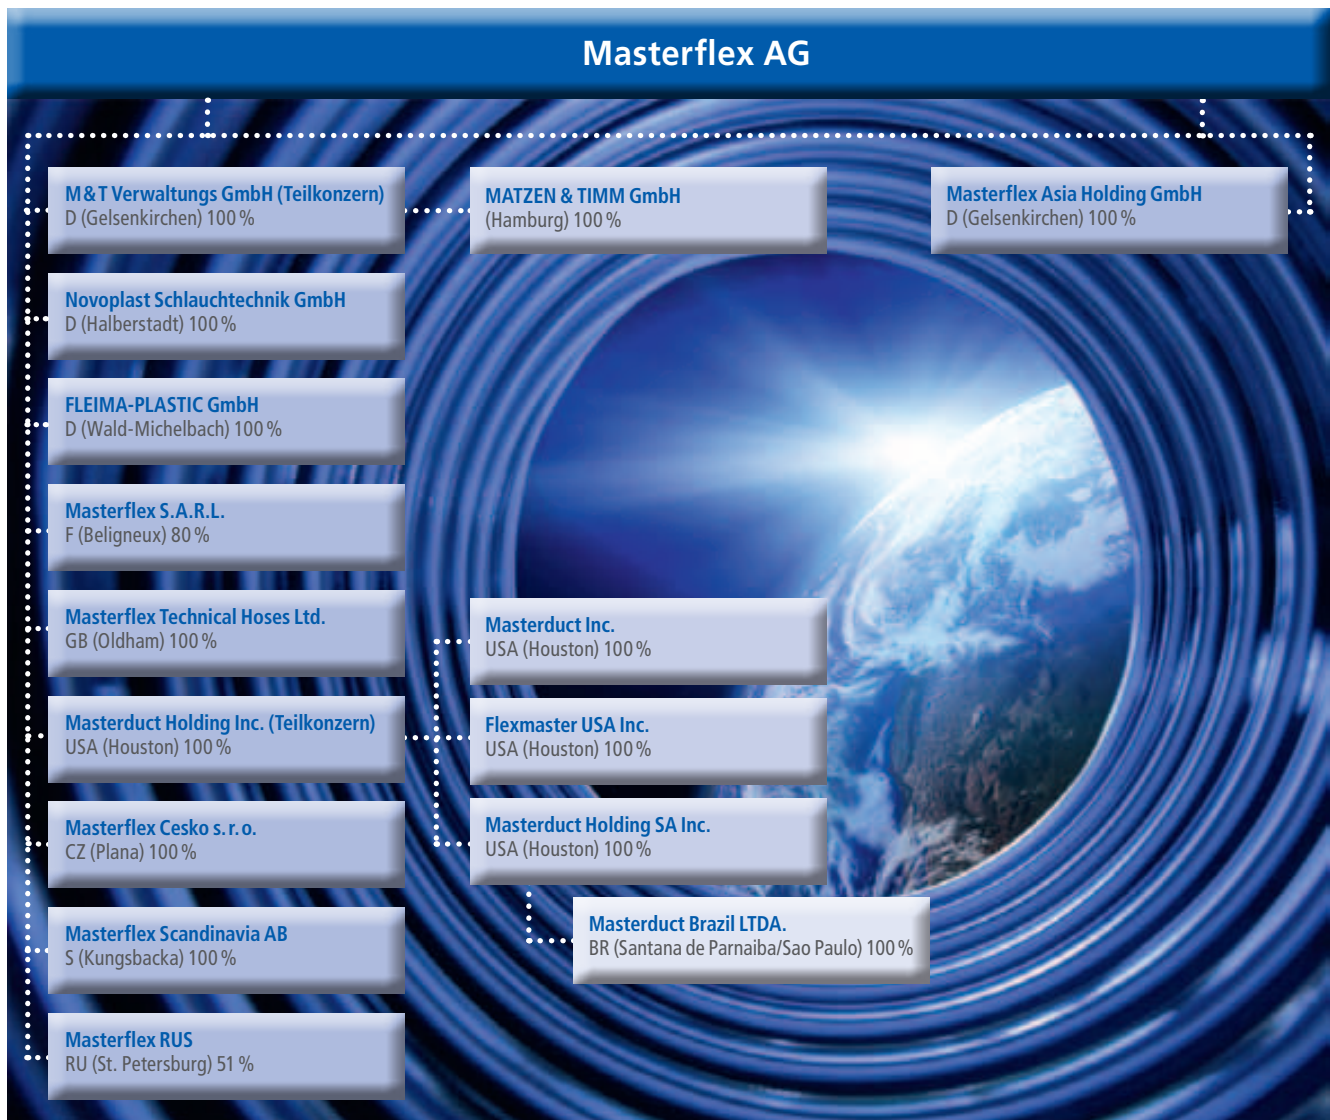 Masterflex AG
M&T Verwaltungs GmbH (Teilkonzern)
D (Gelsenkirchen) 100 %
MATZEN & TIMM GmbH
(Hamburg) 100 %
Masterflex Asia Holding GmbH
D (Gelsenkirchen) 100 %
Novoplast Schlauchtechnik GmbH
D (Halberstadt) 100 %
FLEIMA-PLASTIC GmbH
D (Wald-Michelbach) 100 %
Masterflex S.A.R.L.
F (Beligneux) 80 %
Masterflex Technical Hoses Ltd.
GB (Oldham) 100 %
Masterduct Holding Inc. (Teilkonzern)
USA (Houston) 100 %
Masterduct Inc.
USA (Houston) 100 %
Flexmaster USA Inc.
USA (Houston) 100 %
Masterduct Holding SA Inc.
USA (Houston) 100 %
Masterduct Brazil LTDA.
BR (Santana de Parnaiba/Sao Paulo) 100 %
Masterflex Cesko s. r. o.
CZ (Plana) 100 %
Masterflex Scandinavia AB
S (Kungsbacka) 100 %
Masterflex RUS
RU (St. Petersburg) 51 %